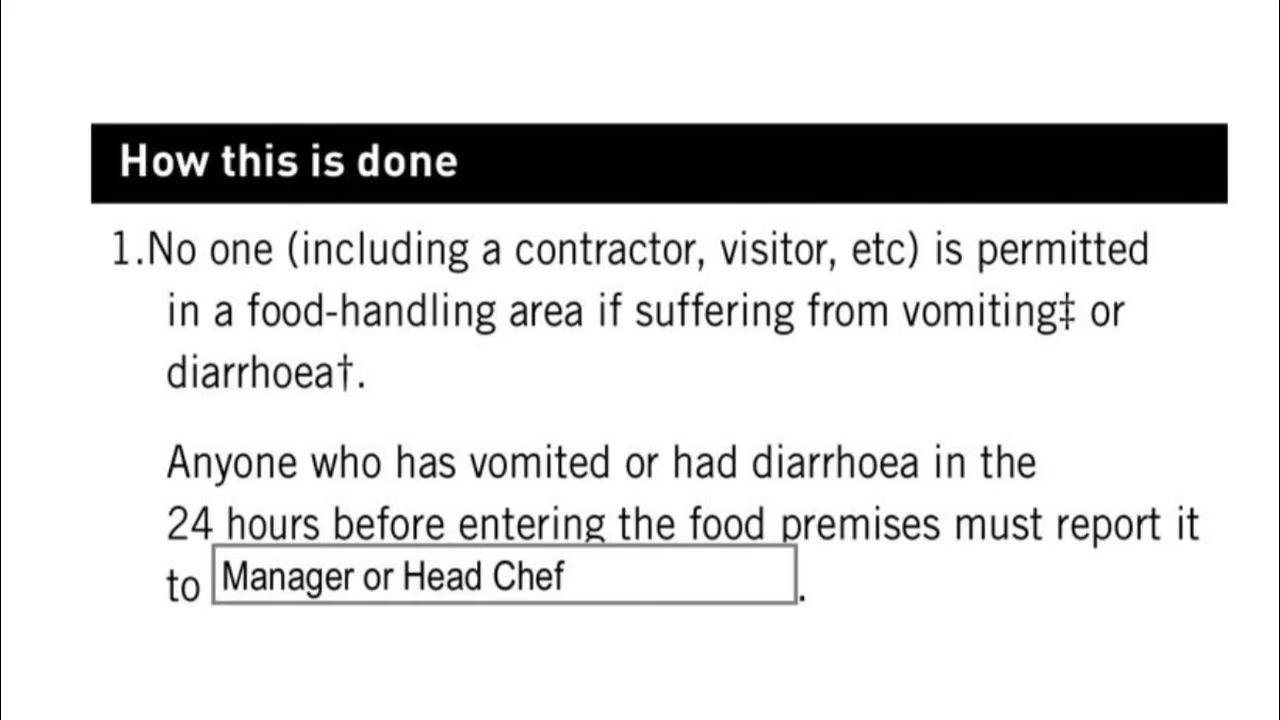 How this is done
1.No one (including a contractor, visitor, etc) is permitted
in a food-handling area if suffering from vomiting‡ or
diarrhoea†.
Anyone who has vomited or had diarrhoea in the
24 hours before entering the food premises must report it
to Manager or Head Chef.